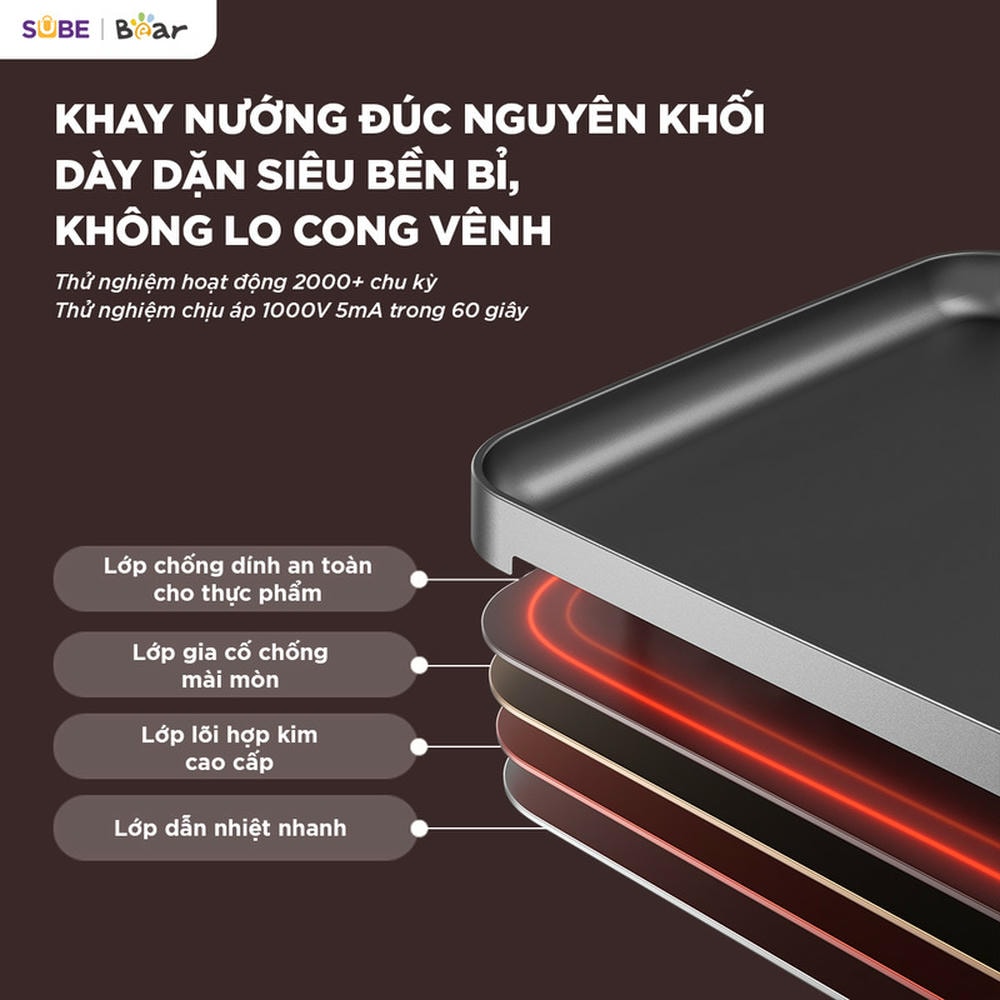 SUBE | Bear
KHAY NƯỚNG ĐÚC NGUYÊN KHỐI
DÀY DẶN SIÊU BỀN BỈ,
KHÔNG LO CONG VÊNH
Thử nghiệm hoạt động 2000+ chu kỳ
Thử nghiệm chịu áp 1000V 5mA trong 60 giây
Lớp chống dính an toàn
cho thực phẩm
Lớp gia cố chống
mài mòn
Lớp lõi hợp kim
cao cấp
Lớp dẫn nhiệt nhanh